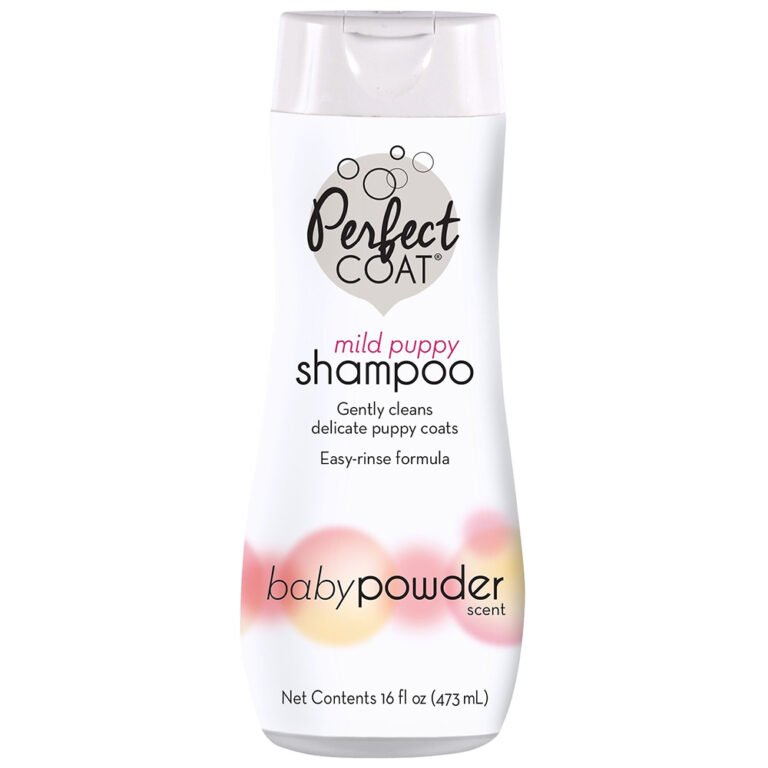 Perfect
COAT®
mild puppy
shampoo
Gently cleans
delicate puppy coats
Easy-rinse formula
babypowder
scent
Net Contents 16 fl oz (473 mL)